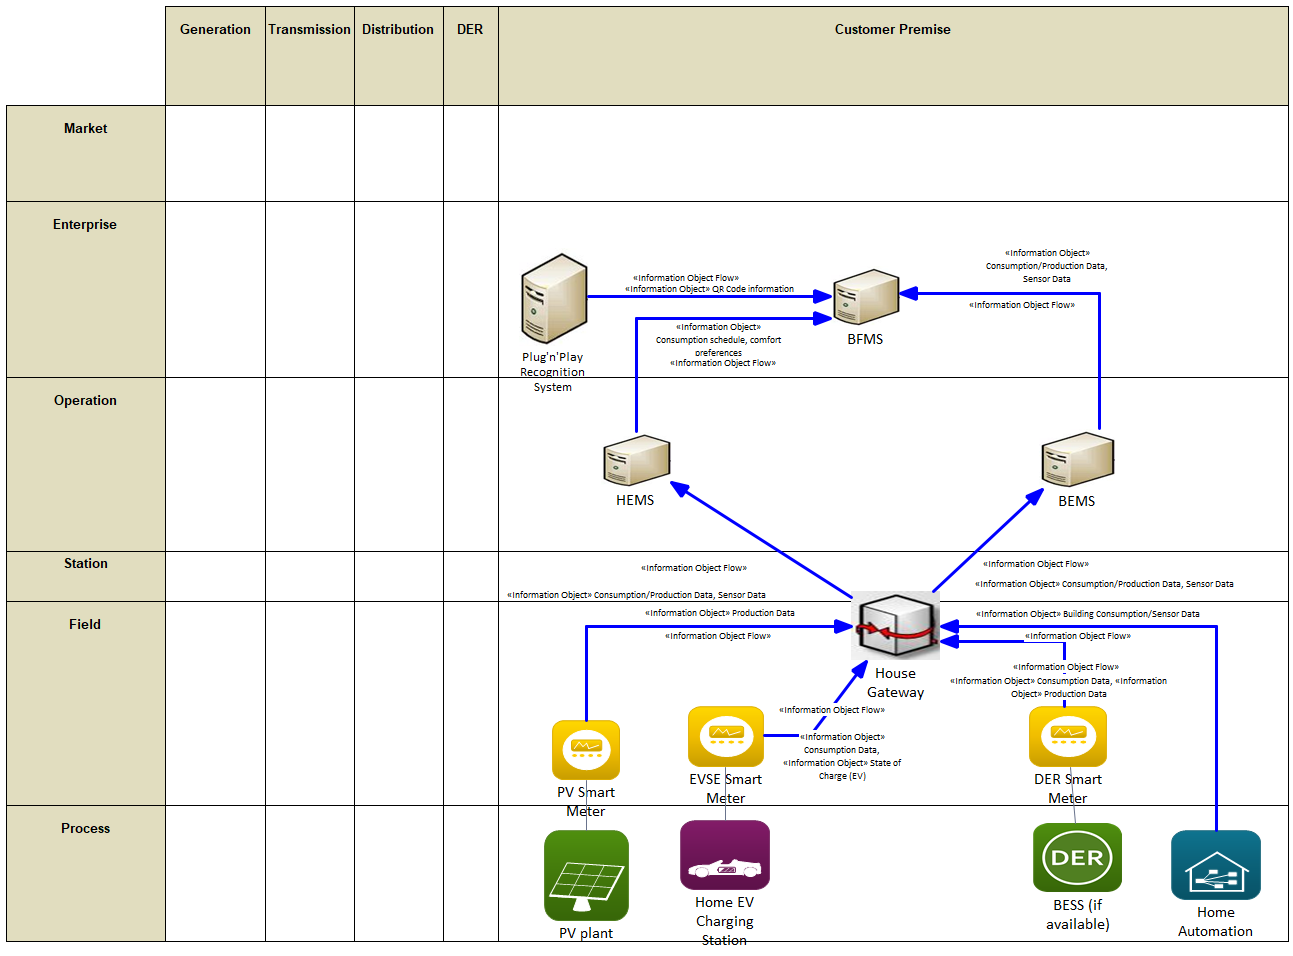 Generation
Transmission
Distribution
DER
Customer Premise
Market
Enterprise
«Information Object Flow»
«Information Object» QR Code information
«Information Object»
Consumption schedule, comfort
preferences
«Information Object Flow»
«Information Object»
Consumption/Production Data,
Sensor Data
«Information Object Flow»
BFMS
Plug'n'Play
Recognition
System
Operation
HEMS
BEMS
Station
«Information Object Flow»
«Information Object» Consumption/Production Data, Sensor Data
«Information Object Flow»
«Information Object» Consumption/Production Data, Sensor Data
Field
«Information Object» Production Data
«Information Object Flow»
«Information Object» Building Consumption/Sensor Data
«Information Object Flow»
House
Gateway
«Information Object Flow»
«Information Object» Consumption Data, «Information
Object» Production Data
«Information Object Flow»
«Information Object»
Consumption Data,
«Information Object» State of
Charge (EV)
PV Smart
Meter
EVSE Smart
Meter
DER Smart
Meter
Process
DER
PV plant
Home EV
Charging
Station
BESS (if
available)
Home
Automation